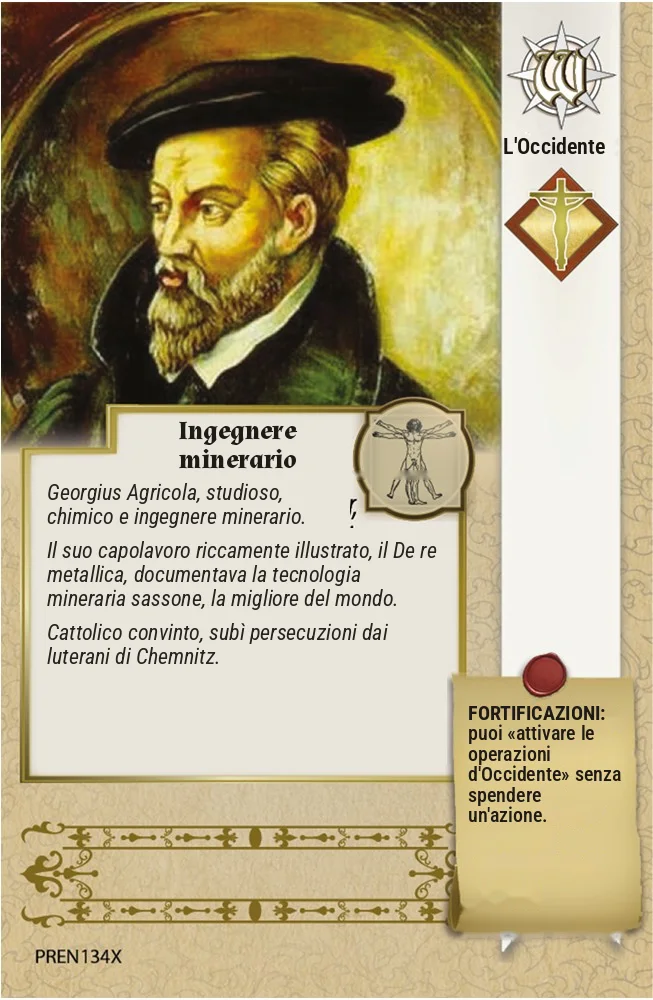 W
L'Occidente
Ingegnere
minerario
Georgius Agricola, studioso,
chimico e ingegnere minerario.
Il suo capolavoro riccamente illustrato, il De re
metallica, documentava la tecnologia
mineraria sassone, la migliore del mondo.
Cattolico convinto, subì persecuzioni dai
luterani di Chemnitz.
FORTIFICAZIONI:
puoi «attivare le
operazioni
d'Occidente» senza
spendere
un'azione.
PREN134X